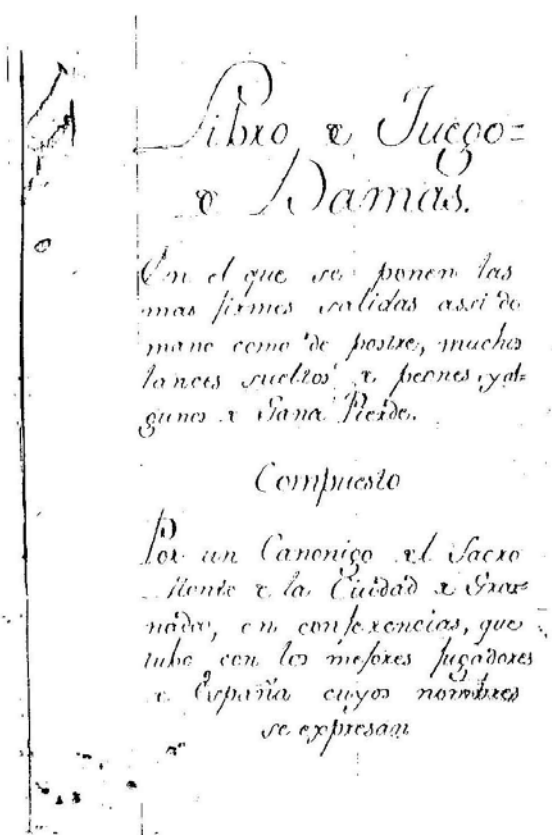 Libro de Juego=
de Damas.
En el que se ponen las
mas firmes salidas assi de
mano como de postre, muchos
lances sueltos de peones, y al=
gunos de Gana Pierde.
Compuesto
Por un Canonigo del Sacro
Monte de la Ciudad de Gra=
nada, en conferencias, que
tubo con los mejores jugadores
de España cuyos nombres
se expresan